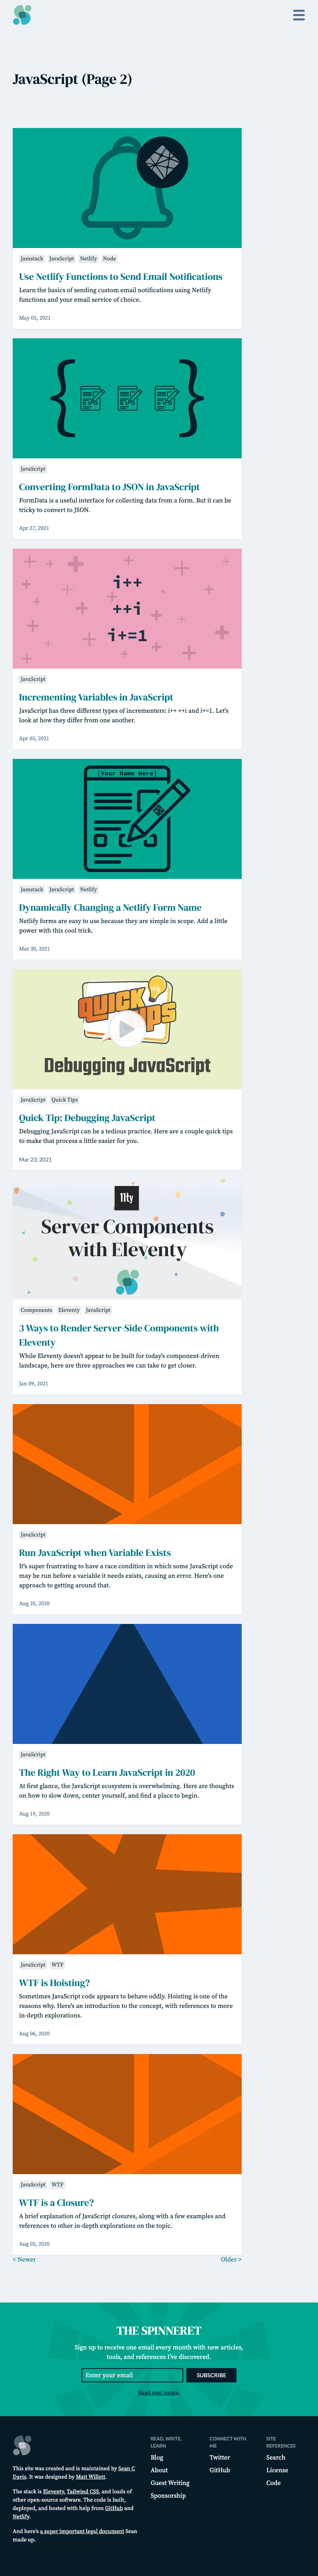 JavaScript (Page 2)
Jamstack JavaScript Netlify Node
Use Netlify Functions to Send Email Notifications
Learn the basics of sending custom email notifications using Netlify
functions and your email service of choice.
May 05, 2021
JavaScript
Converting FormData to JSON in JavaScript
FormData is a useful interface for collecting data from a form. But it can be
tricky to convert to JSON.
Apr 27, 2021
i++
++i
i+=1
JavaScript
Incrementing Variables in JavaScript
JavaScript has three different types of incrementers: i++ ++i and i+=1. Let's
look at how they differ from one another.
Apr 05, 2021
[Your Name Here]
Jamstack JavaScript Netlify
Dynamically Changing a Netlify Form Name
Netlify forms are easy to use because they are simple in scope. Add a little
power with this cool trick.
Mar 30, 2021
QUICK
TIPS
Debugging JavaScript
JavaScript Quick Tips
Quick Tip: Debugging JavaScript
Debugging JavaScript can be a tedious practice. Here are a couple quick tips
to make that process a little easier for you.
Mar 23, 2021
11ty
Server Components
with Eleventy
Components Eleventy JavaScript
3 Ways to Render Server-Side Components with
Eleventy
While Eleventy doesn't appear to be built for today's component-driven
landscape, here are three approaches we can take to get closer.
Jan 09, 2021
JavaScript
Run JavaScript when Variable Exists
It's super frustrating to have a race condition in which some JavaScript code
may be run before a variable it needs exists, causing an error. Here's one
approach to getting around that.
Aug 20, 2020
JavaScript
The Right Way to Learn JavaScript in 2020
At first glance, the JavaScript ecosystem is overwhelming. Here are thoughts
on how to slow down, center yourself, and find a place to begin.
Aug 19, 2020
JavaScript WTF
WTF is Hoisting?
Sometimes JavaScript code appears to behave oddly. Hoisting is one of the
reasons why. Here's an introduction to the concept, with references to more
in-depth explorations.
Aug 06, 2020
JavaScript WTF
WTF is a Closure?
A brief explanation of JavaScript closures, along with a few examples and
references to other in-depth explorations on the topic.
Aug 02, 2020
< Newer Older >
THE SPINNERET
Sign up to receive one email every month with new articles,
tools, and references I've discovered.
Enter your email SUBSCRIBE
Read past issues.
This site was created and is maintained by Sean C
Davis. It was designed by Matt Willett.
The stack is Eleventy, Tailwind CSS, and loads of
other open-source software. The code is built,
deployed, and hosted with help from GitHub and
Netlify.
And here's a super important legal document Sean
made up.
READ, WRITE,
LEARN
Blog
About
Guest Writing
Sponsorship
CONNECT WITH
ME
Twitter
GitHub
SITE
REFERENCES
Search
License
Code